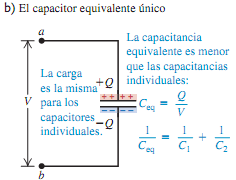 b) El capacitor equivalente único
a
La capacitancia
equivalente es menor
que las capacitancias
individuales:
La carga
es la misma
para los
capacitores
individuales.
+Q
V
+ + + +
– – – –
–Q
C_eq = Q/V
1/C_eq = 1/C_1 + 1/C_2
b